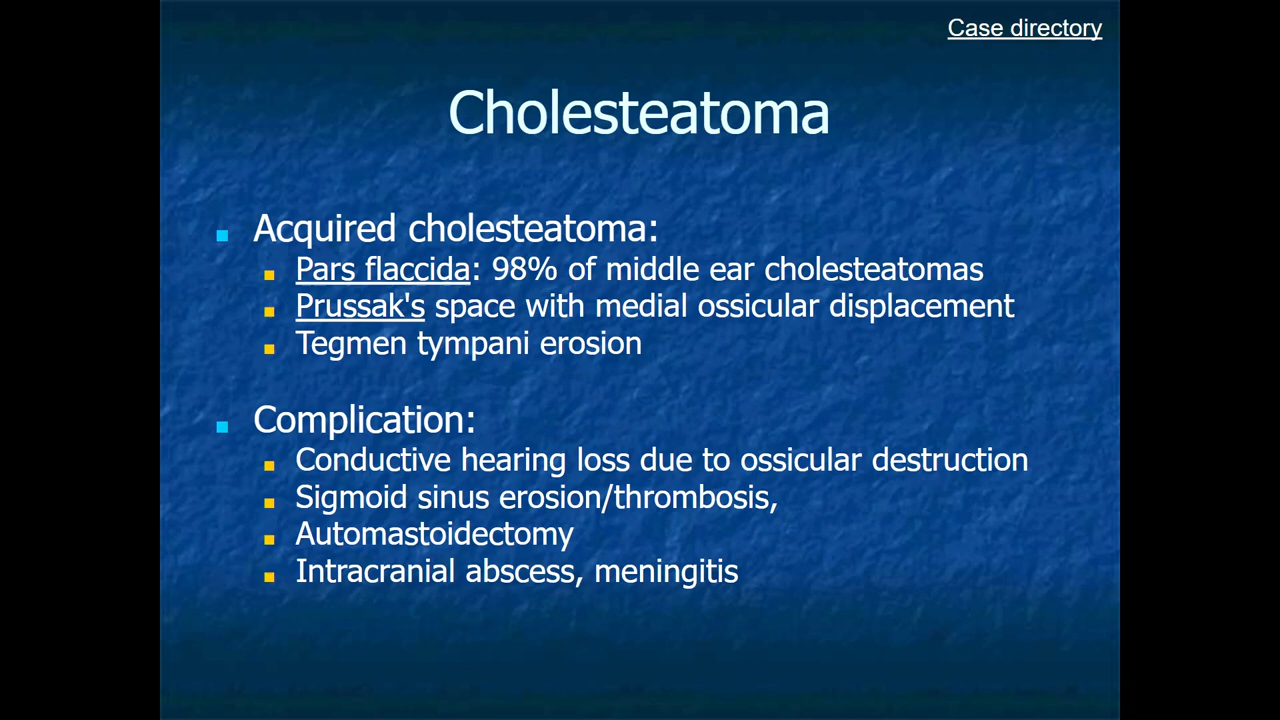 Case directory
Cholesteatoma
Acquired cholesteatoma:
Pars flaccida: 98% of middle ear cholesteatomas
Prussak's space with medial ossicular displacement
Tegmen tympani erosion
Complication:
Conductive hearing loss due to ossicular destruction
Sigmoid sinus erosion/thrombosis,
Automastoidectomy
Intracranial abscess, meningitis